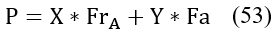 P = X * Fr_A + Y * Fa (53)